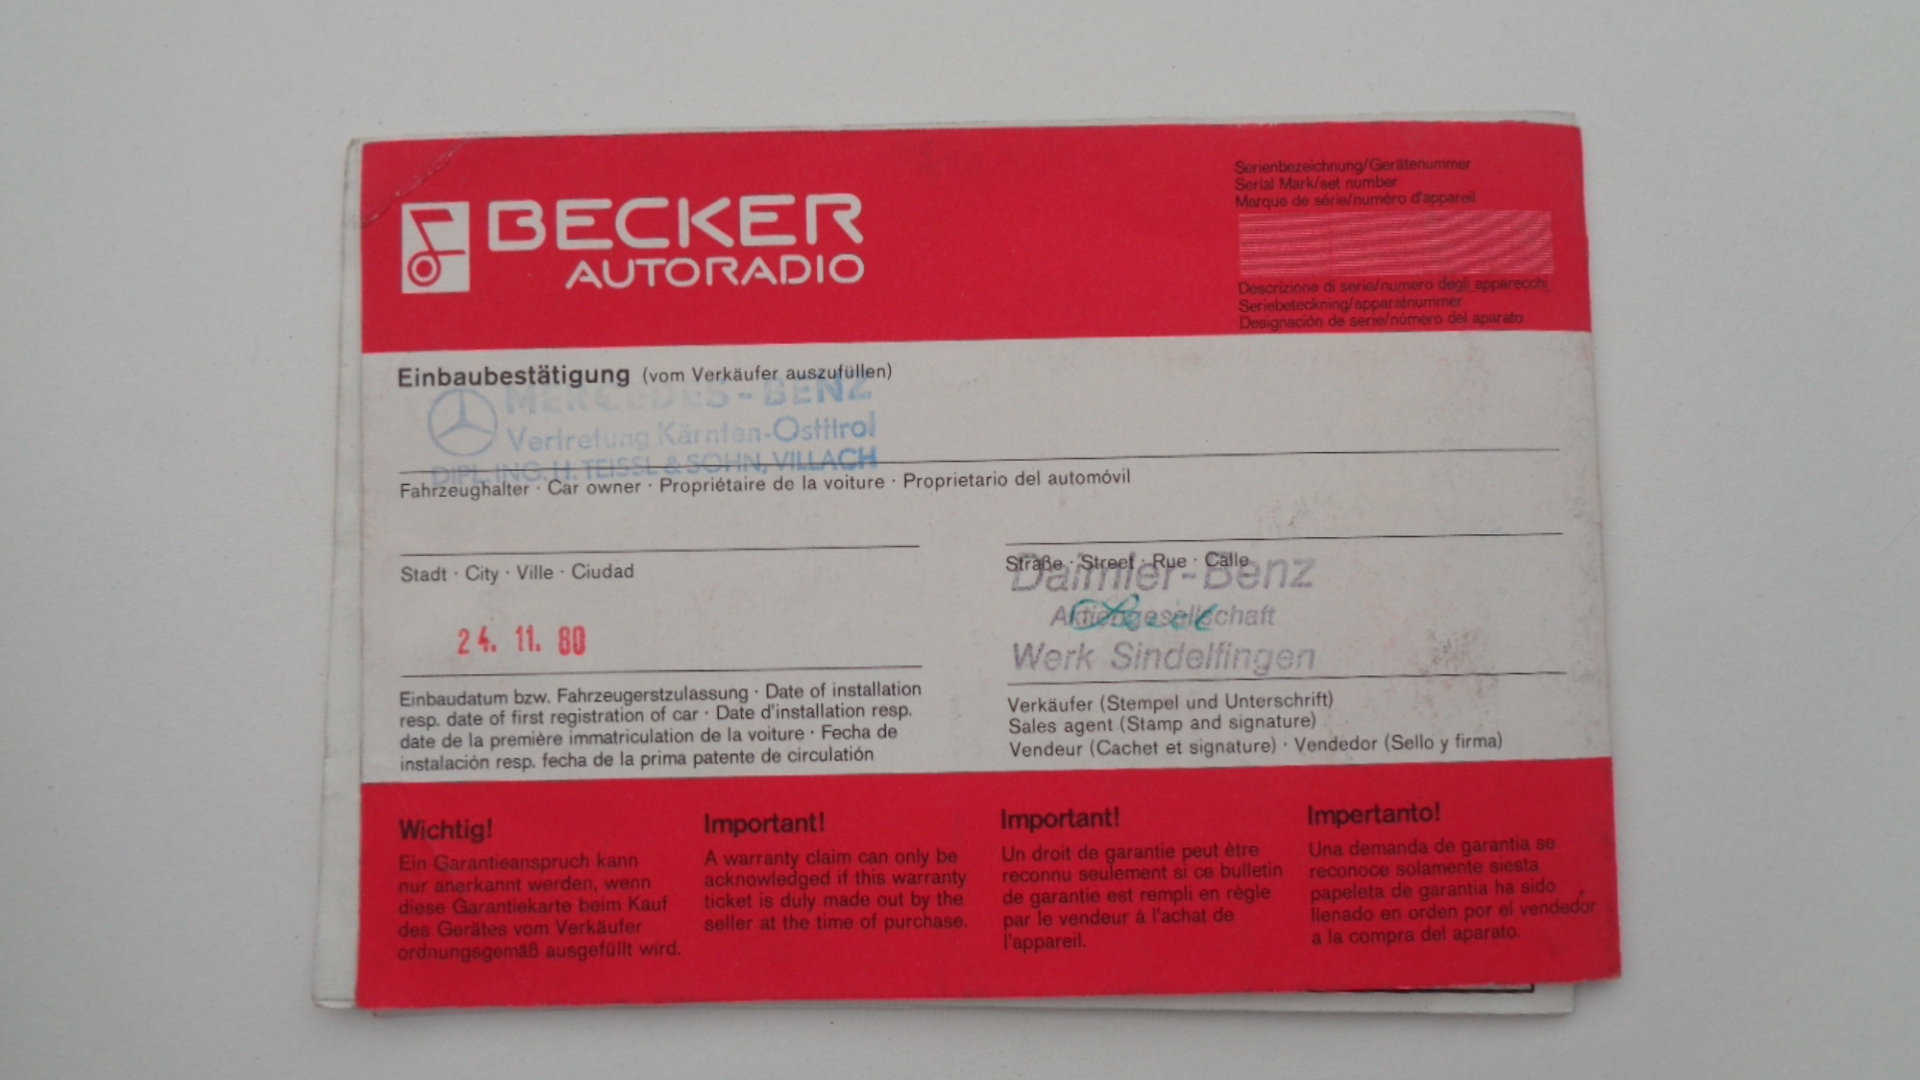 BECKER
AUTORADIO
Serienbezeichnung/Gerätenummer
Serial Mark/set number
Marque de série/numéro d'appareil
Descrizione di serie/numero degli apparecchi
Seriebeteckning/apparatnummer
Designación de serie/número del aparato
Einbaubestätigung (vom Verkäufer auszufüllen)
MERCEDES-BENZ
Vertretung Kärnten-Osttirol
DIPL. ING. H. TEISSL & SOHN, VILLACH
Fahrzeughalter · Car owner · Propriétaire de la voiture · Proprietario del automóvil
Stadt · City · Ville · Ciudad
Straße · Street · Rue · Calle
Daimler-Benz
Aktiengesellschaft
Werk Sindelfingen
24. 11. 80
Einbaudatum bzw. Fahrzeugerstzulassung · Date of installation
resp. date of first registration of car · Date d'installation resp.
date de la première immatriculation de la voiture · Fecha de
instalación resp. fecha de la prima patente de circulatión
Verkäufer (Stempel und Unterschrift)
Sales agent (Stamp and signature)
Vendeur (Cachet et signature) · Vendedor (Sello y firma)
Wichtig!
Ein Garantieanspruch kann
nur anerkannt werden, wenn
diese Garantiekarte beim Kauf
des Gerätes vom Verkäufer
ordnungsgemäß ausgefüllt wird.
Important!
A warranty claim can only be
acknowledged if this warranty
ticket is duly made out by the
seller at the time of purchase.
Important!
Un droit de garantie peut être
reconnu seulement si ce bulletin
de garantie est rempli en règle
par le vendeur à l'achat de
l'appareil.
Impertanto!
Una demanda de garantia se
reconoce solamente siesta
papeleta de garantia ha sido
llenado en orden por el vendedor
a la compra del aparato.